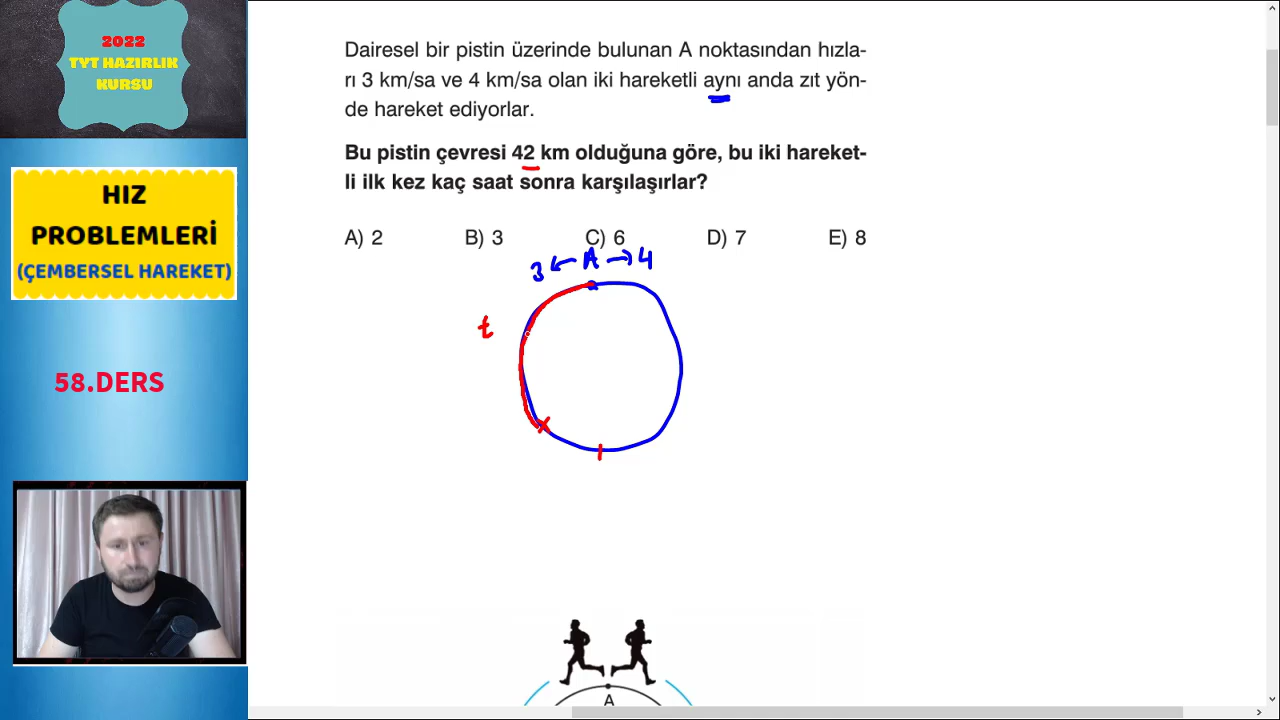 2022
TYT HAZIRLIK
KURSU
HIZ
PROBLEMLERİ
(ÇEMBERSEL HAREKET)
58.DERS
Dairesel bir pistin üzerinde bulunan A noktasından hızla-
rı 3 km/sa ve 4 km/sa olan iki hareketli aynı anda zıt yön-
de hareket ediyorlar.
Bu pistin çevresi 42 km olduğuna göre, bu iki hareket-
li ilk kez kaç saat sonra karşılaşırlar?
A) 2 B) 3 C) 6 D) 7 E) 8
3 ← A → 4
t
A